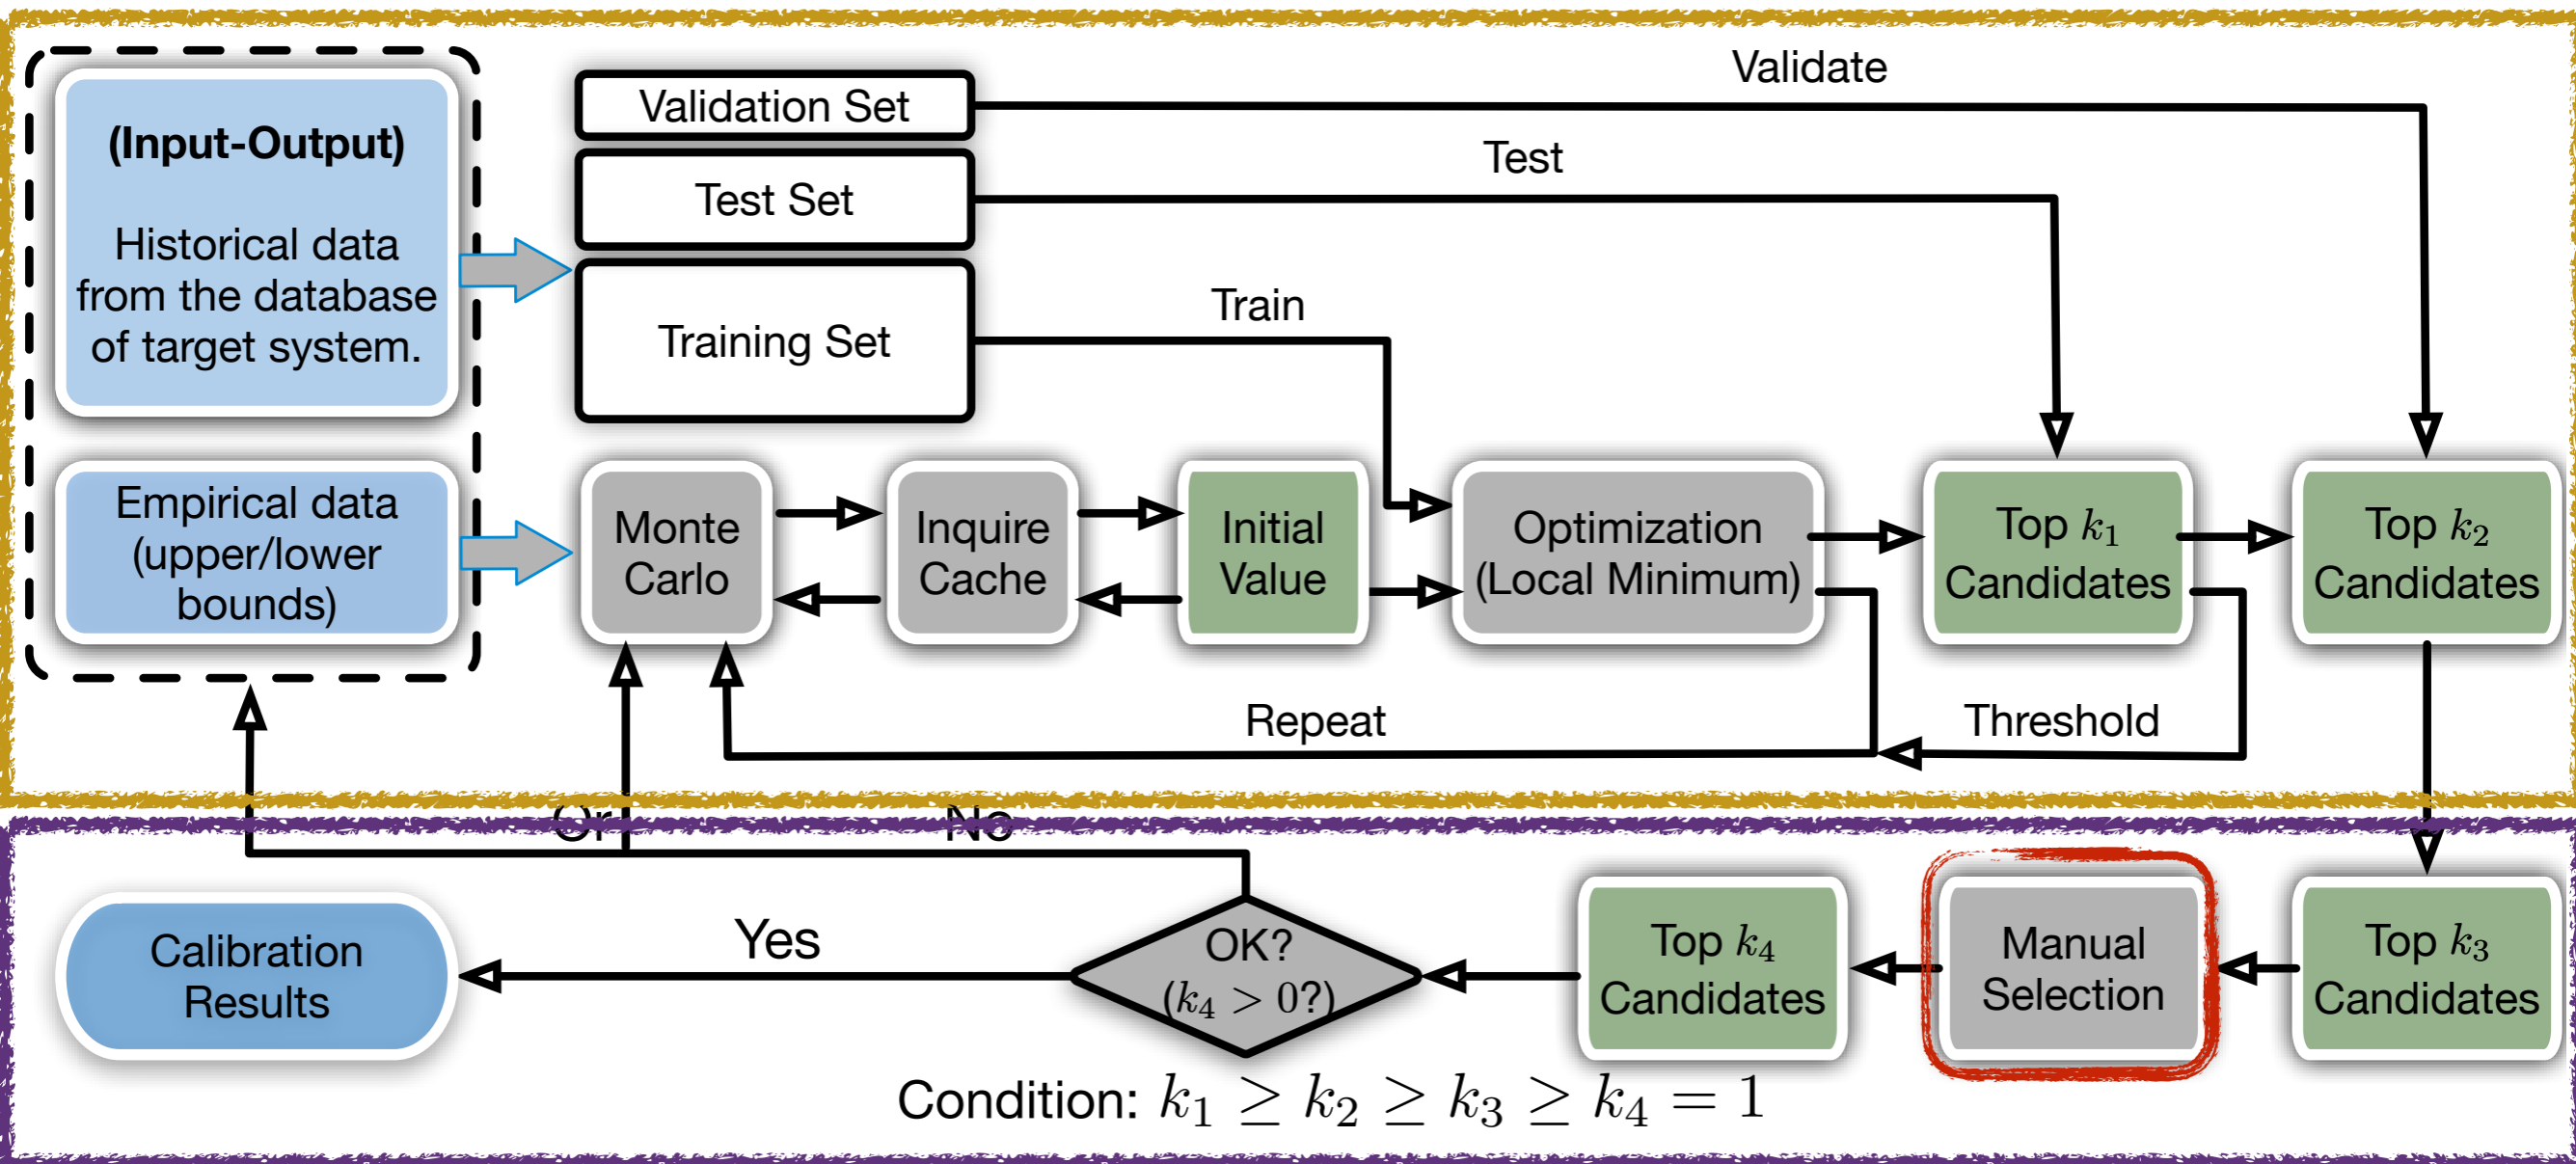 (Input-Output)
Historical data
from the database
of target system.
Empirical data
(upper/lower
bounds)
Validation Set
Test Set
Training Set
Validate
Test
Train
Monte
Carlo
Inquire
Cache
Initial
Value
Optimization
(Local Minimum)
Top k₁
Candidates
Top k₂
Candidates
Repeat
Threshold
Or
No
Calibration
Results
Yes
OK?
(k₄ > 0?)
Top k₄
Candidates
Manual
Selection
Top k₃
Candidates
Condition: k₁ ≥ k₂ ≥ k₃ ≥ k₄ = 1